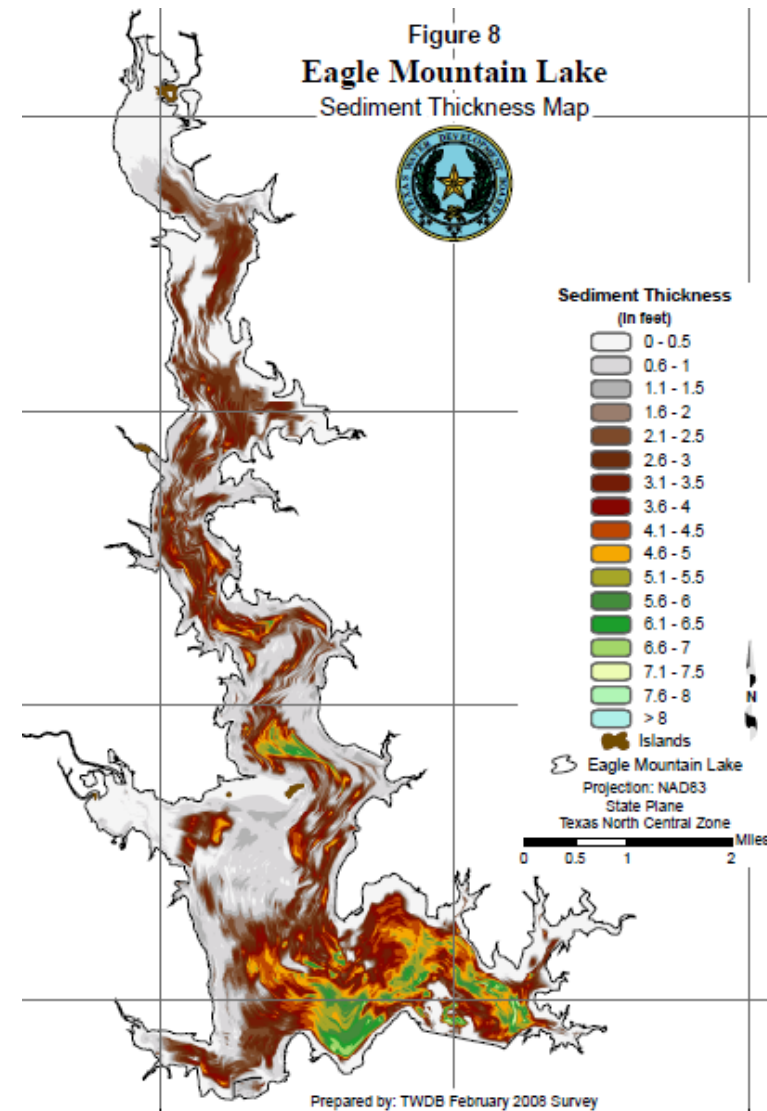 Figure 8
Eagle Mountain Lake
Sediment Thickness Map
TEXAS WATER DEVELOPMENT BOARD
Sediment Thickness
(in feet)
0 - 0.5
0.6 - 1
1.1 - 1.5
1.6 - 2
2.1 - 2.5
2.6 - 3
3.1 - 3.5
3.6 - 4
4.1 - 4.5
4.6 - 5
5.1 - 5.5
5.6 - 6
6.1 - 6.5
6.6 - 7
7.1 - 7.5
7.6 - 8
> 8
N
Islands
Eagle Mountain Lake
Projection: NAD83
State Plane
Texas North Central Zone
Miles
0 0.5 1 2
Prepared by: TWDB February 2008 Survey